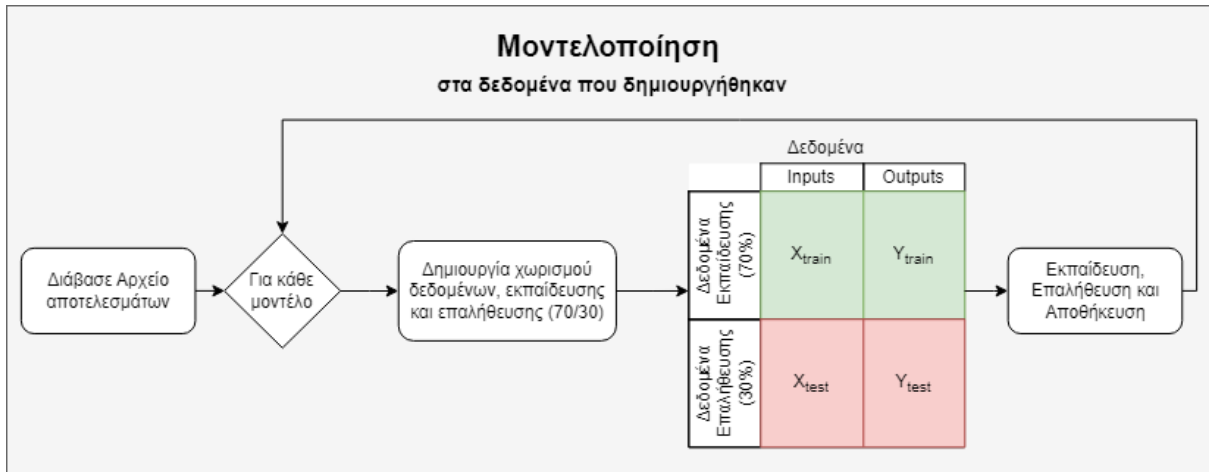 Μοντελοποίηση
στα δεδομένα που δημιουργήθηκαν
Διάβασε Αρχείο
αποτελεσμάτων
Για κάθε
μοντέλο
Δημιουργία χωρισμού
δεδομένων, εκπαίδευσης
και επαλήθευσης (70/30)
Δεδομένα
Inputs
Outputs
Δεδομένα
Εκπαίδευσης
(70%)
Xtrain
Ytrain
Δεδομένα
Επαλήθευσης
(30%)
Xtest
Ytest
Εκπαίδευση,
Επαλήθευση και
Αποθήκευση